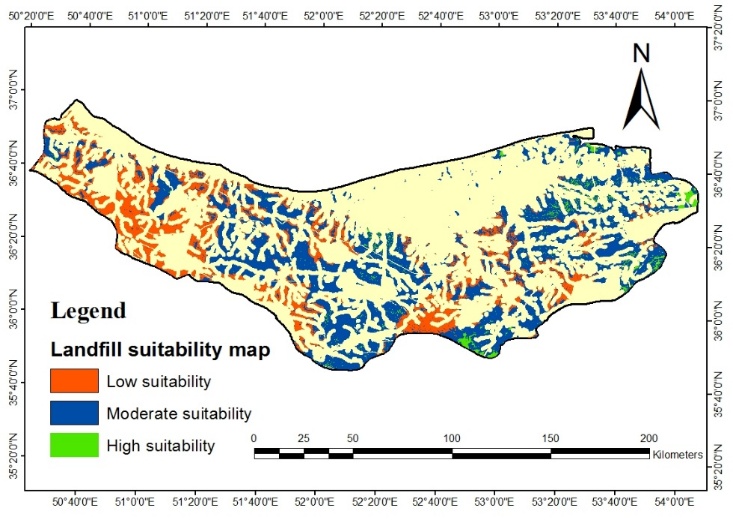 50°20'0"E 50°40'0"E 51°0'0"E 51°20'0"E 51°40'0"E 52°0'0"E 52°20'0"E 52°40'0"E 53°0'0"E 53°20'0"E 53°40'0"E 54°0'0"E
37°20'0"N
37°0'0"N
37°0'0"N
36°40'0"N
36°40'0"N
36°20'0"N
36°20'0"N
36°0'0"N
36°0'0"N
35°40'0"N
35°40'0"N
35°20'0"N
35°20'0"N
N
Legend
Landfill suitability map
Low suitability
Moderate suitability
High suitability
0 25 50 100 150 200
Kilometers
50°40'0"E 51°0'0"E 51°20'0"E 51°40'0"E 52°0'0"E 52°20'0"E 52°40'0"E 53°0'0"E 53°20'0"E 53°40'0"E 54°0'0"E